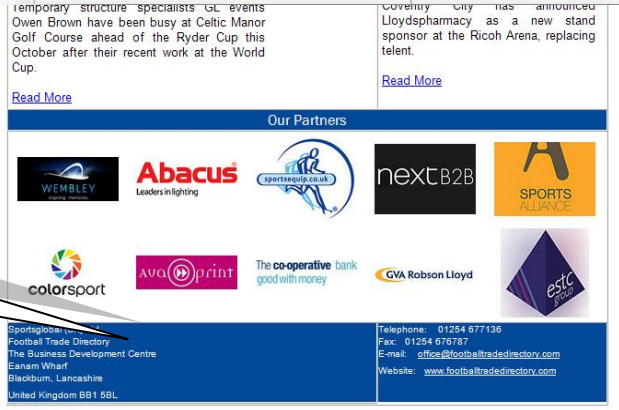 Temporary structure specialists GL events
Owen Brown have been busy at Celtic Manor
Golf Course ahead of the Ryder Cup this
October after their recent work at the World
Cup.
Read More
Coventry City has announced
Lloydspharmacy as a new stand
sponsor at the Ricoh Arena, replacing
telent.
Read More
Our Partners
WEMBLEY
inspiring memories
Abacus
Leaders in lighting
sportsequip.co.uk
nextB2B
SPORTS
ALLIANCE
colorsport
ava print
The co-operative bank
good with money
GVA Robson Lloyd
estc
group
Sportsglobal
Football Trade Directory
The Business Development Centre
Eanam Wharf
Blackburn, Lancashire
United Kingdom BB1 5BL
Telephone: 01254 677136
Fax: 01254 676787
E-mail: office@footballtradedirectory.com
Website: www.footballtradedirectory.com